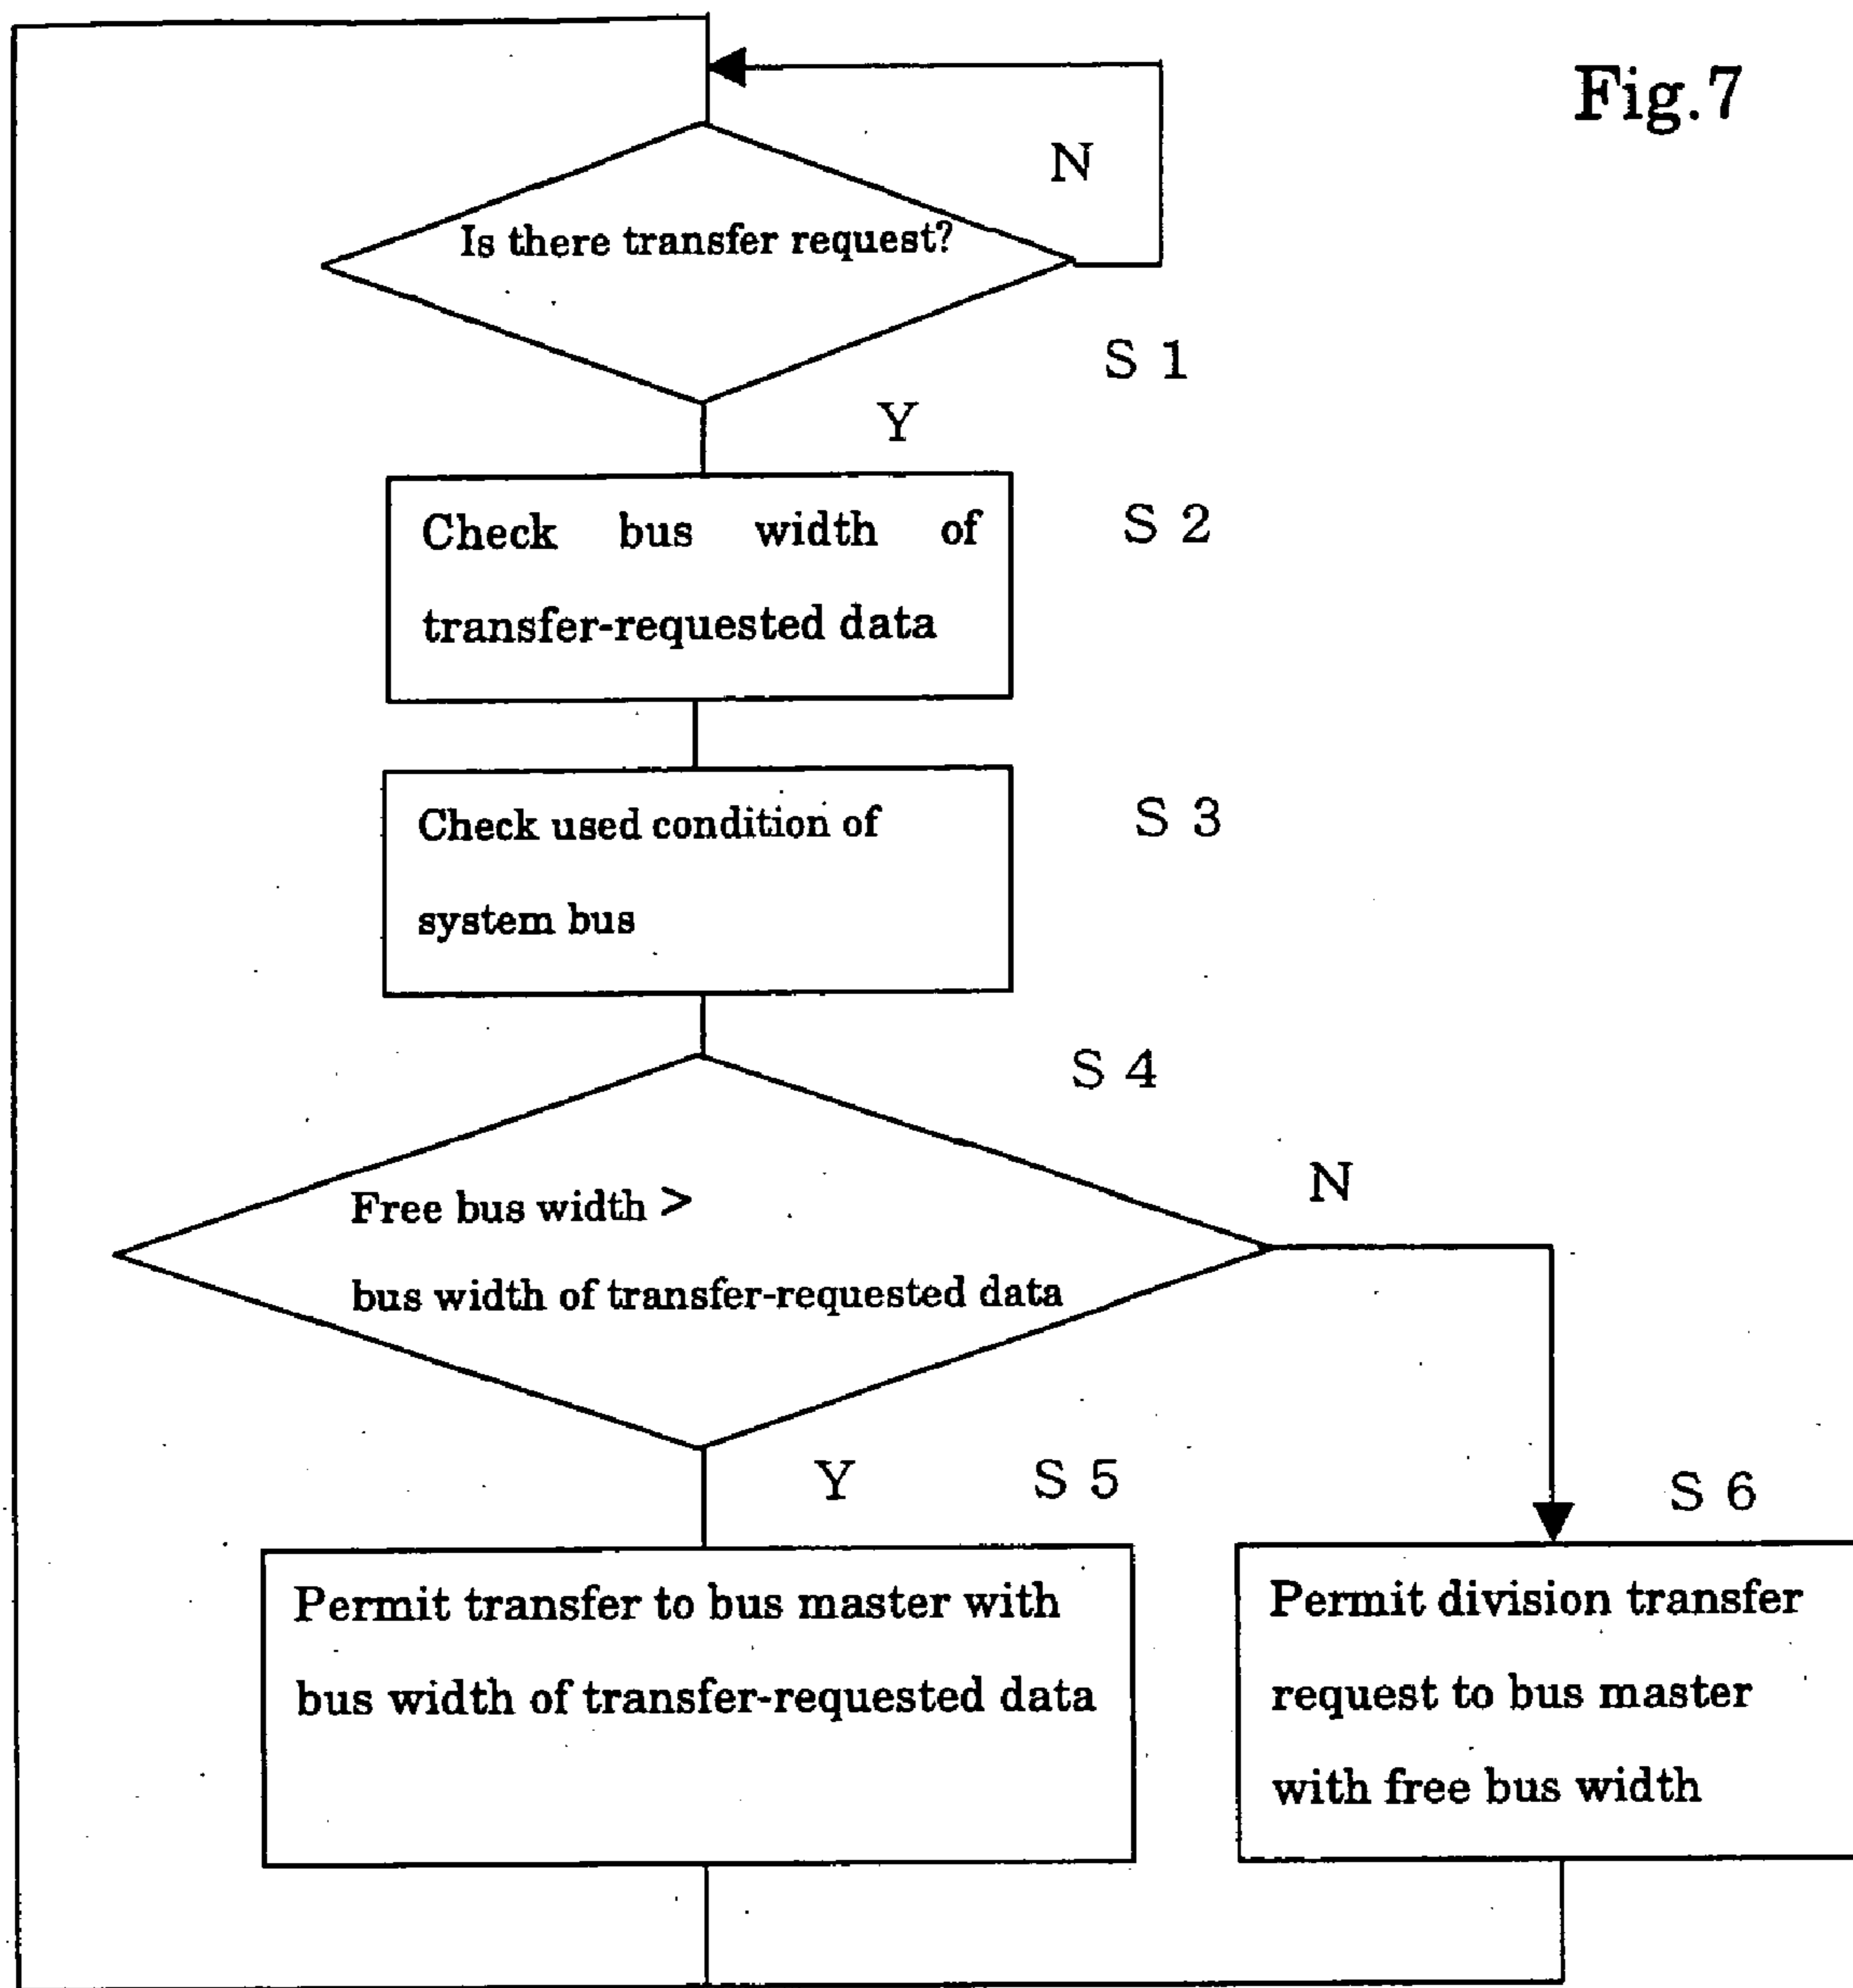 Fig.7
Is there transfer request?
N
S 1
Y
Check bus width of
transfer-requested data
S 2
Check used condition of
system bus
S 3
S 4
Free bus width >
bus width of transfer-requested data
N
Y
S 5
S 6
Permit transfer to bus master with
bus width of transfer-requested data
Permit division transfer
request to bus master
with free bus width